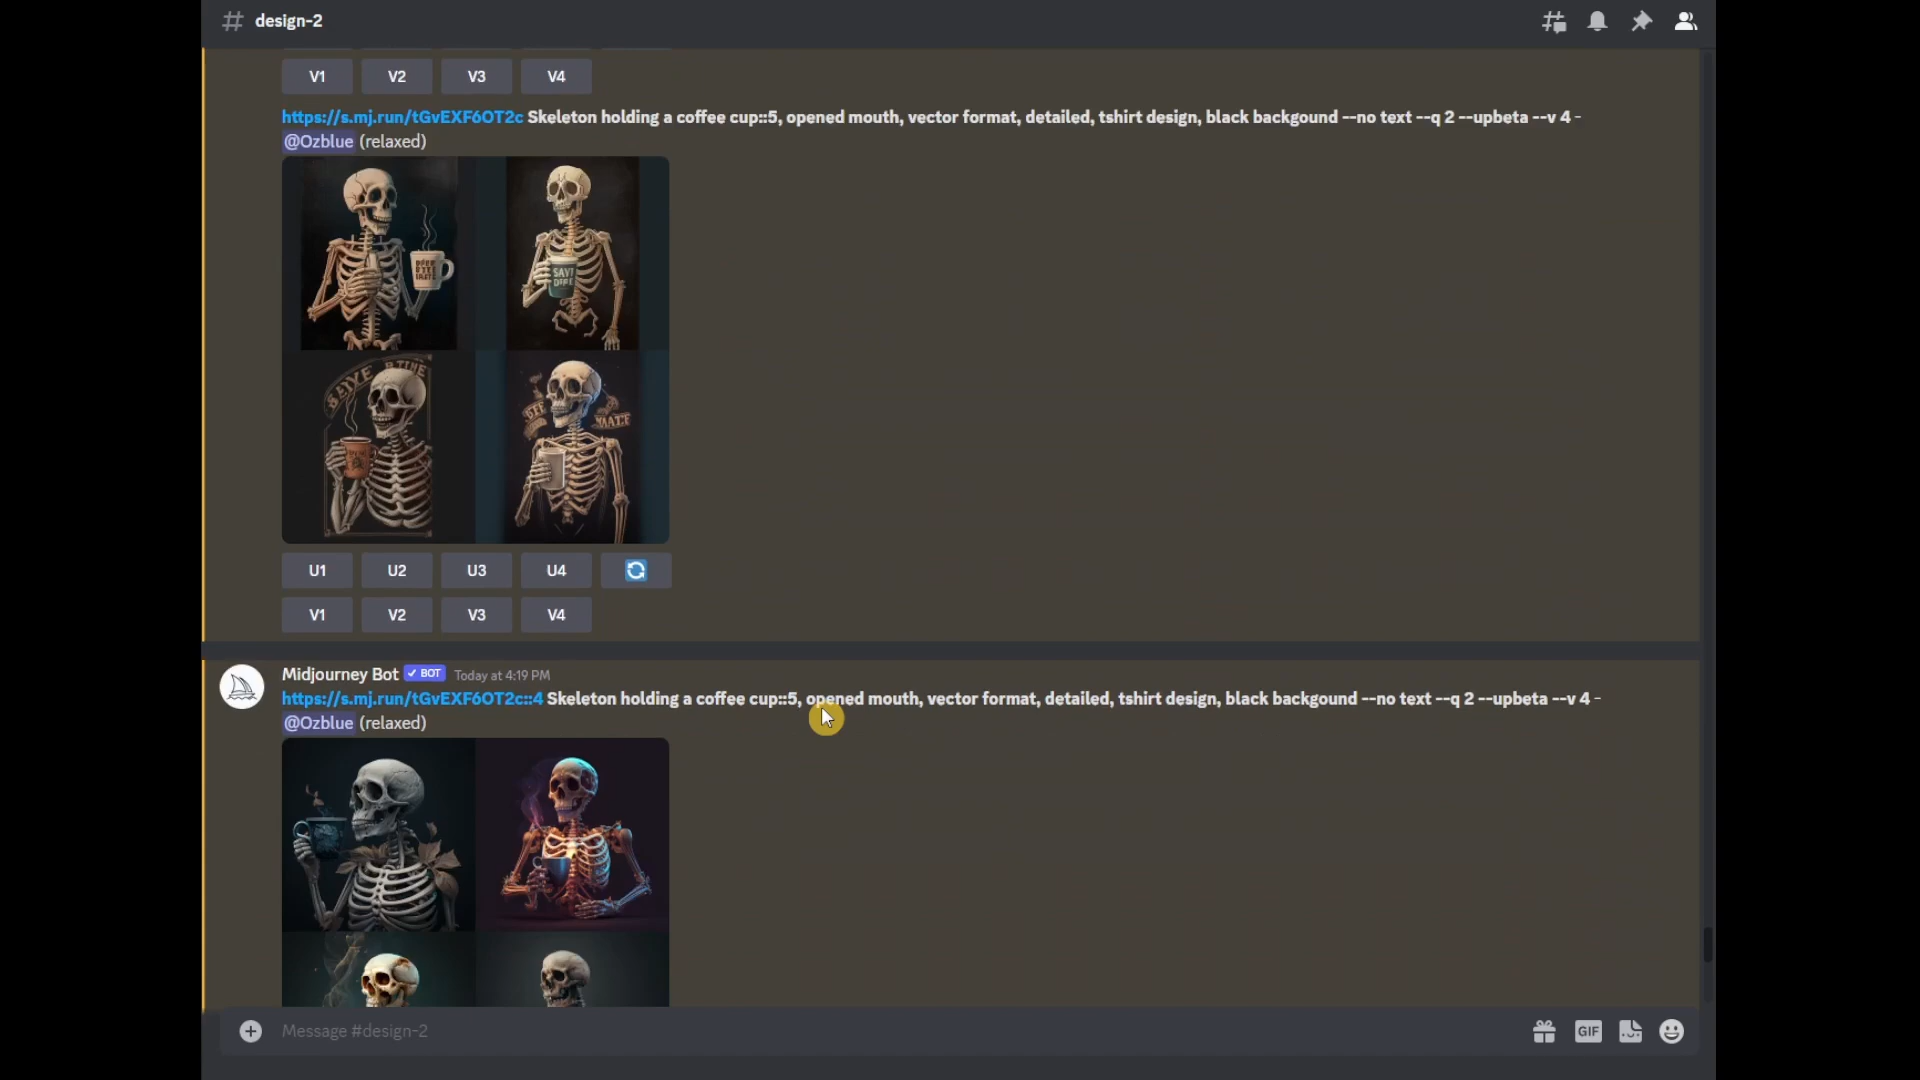 design-2
V1 V2 V3 V4
https://s.mj.run/tGvEXF6OT2c Skeleton holding a coffee cup::5, opened mouth, vector format, detailed, tshirt design, black backgound --no text --q 2 --upbeta --v 4 -
@Ozblue (relaxed)
SAY?
U1 U2 U3 U4
V1 V2 V3 V4
Midjourney Bot ✓ BOT Today at 4:19 PM
https://s.mj.run/tGvEXF6OT2c::4 Skeleton holding a coffee cup::5, opened mouth, vector format, detailed, tshirt design, black backgound --no text --q 2 --upbeta --v 4 -
@Ozblue (relaxed)
Message #design-2
GIF